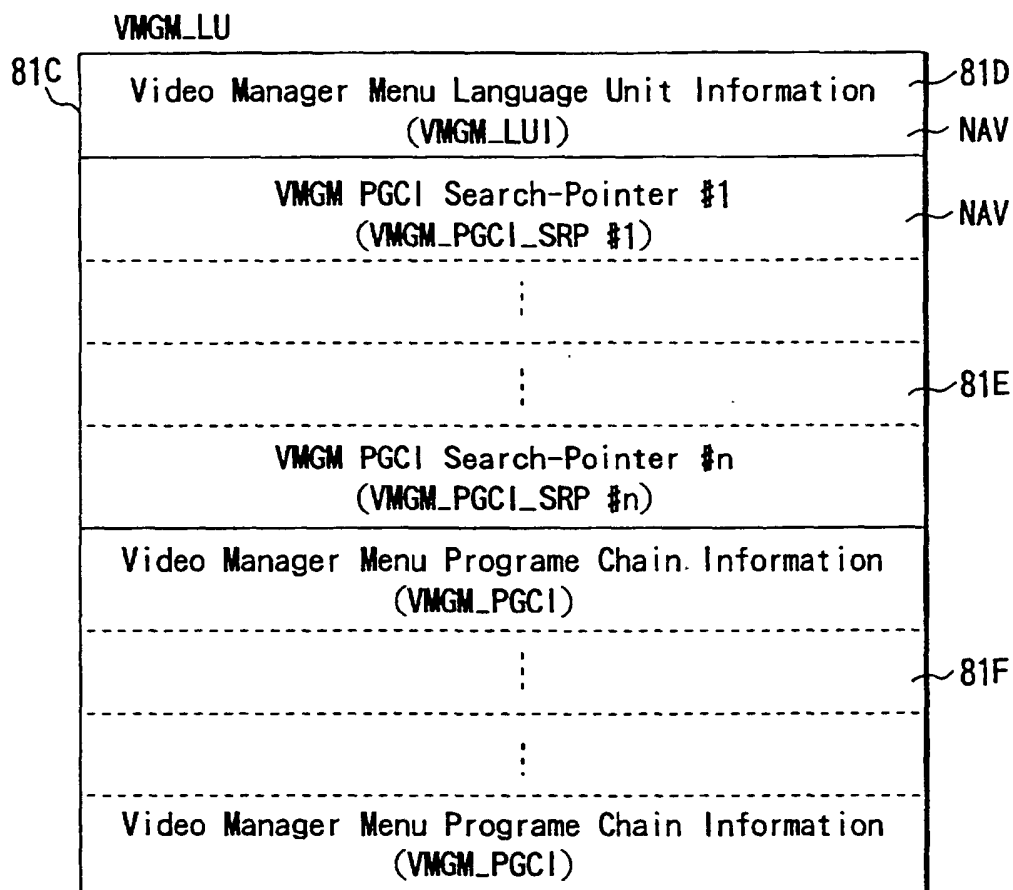 VMGM_LU
81C
Video Manager Menu Language Unit Information
81D
(VMGM_LUI)
NAV
VMGM PGCI Search-Pointer #1
NAV
(VMGM_PGCI_SRP #1)
81E
VMGM PGCI Search-Pointer #n
(VMGM_PGCI_SRP #n)
Video Manager Menu Programe Chain Information
(VMGM_PGCI)
81F
Video Manager Menu Programe Chain Information
(VMGM_PGCI)